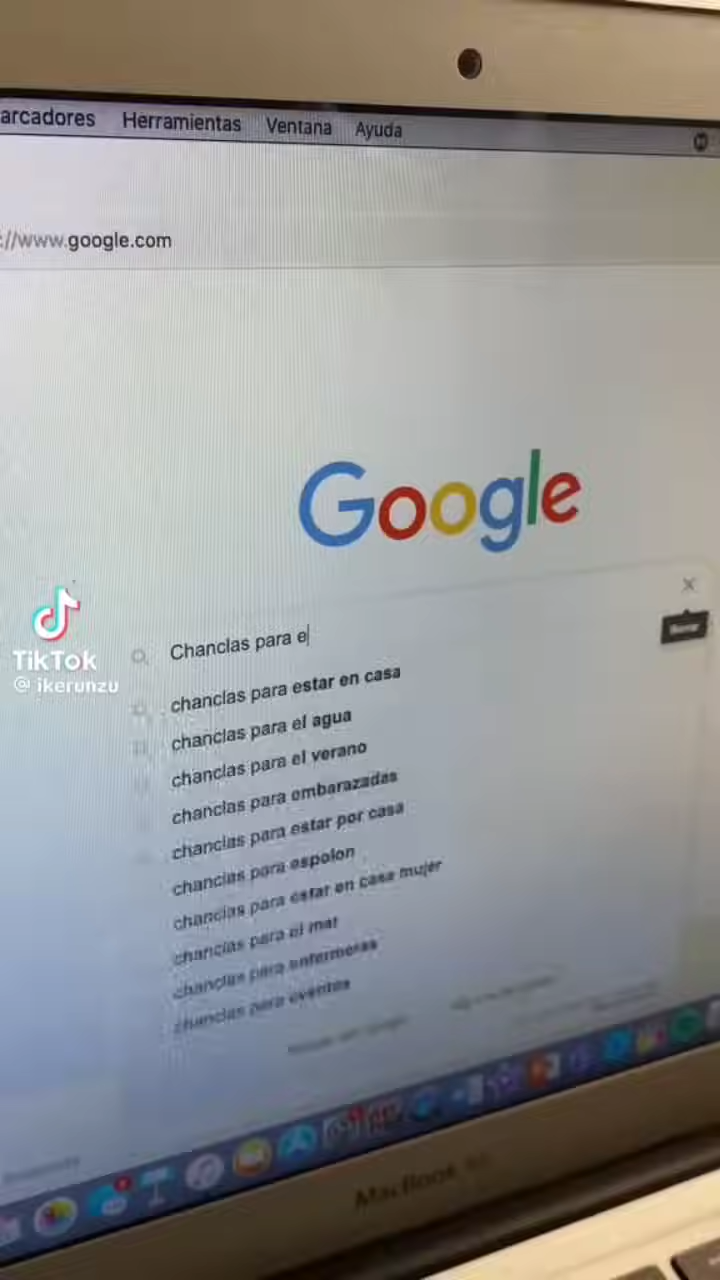 arcadores Herramientas Ventana Ayuda
://www.google.com
Google
Chanclas para e
chanclas para estar en casa
chanclas para el agua
chanclas para el verano
chanclas para embarazadas
chanclas para estar por casa
chanclas para espolon
chanclas para estar en casa mujer
chanclas para el mar
chanclas para enfermeras
chanclas para eventos
Borrar
TikTok
@ikerunzu
MacBook